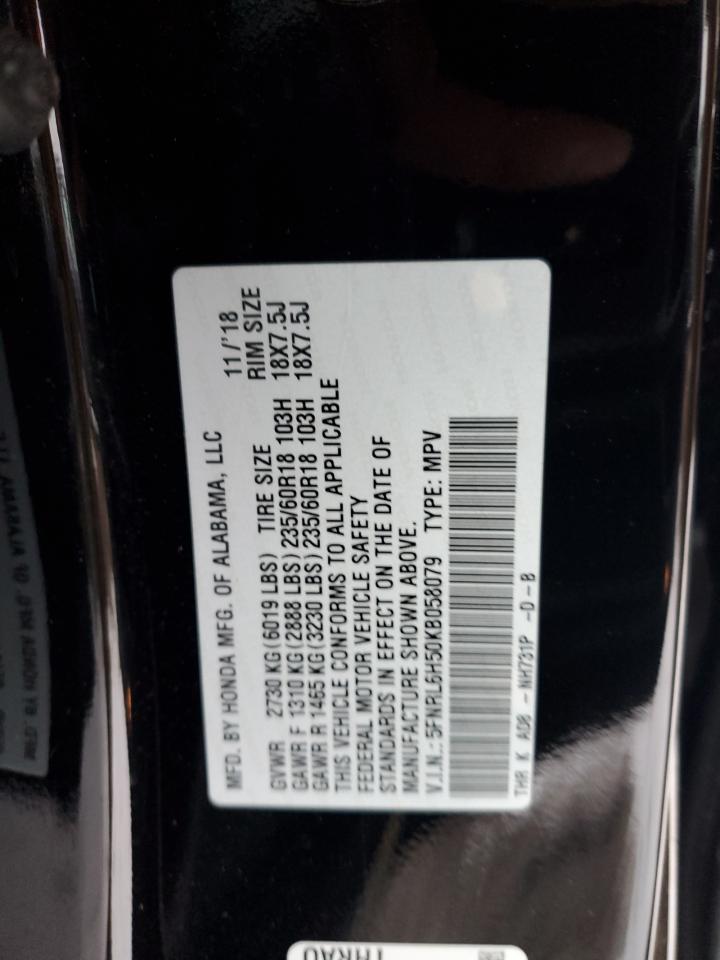 MFD. BY HONDA MFG. OF ALABAMA, LLC 11/'18
GVWR 2730 KG (6019 LBS) TIRE SIZE RIM SIZE
GAWR F 1310 KG (2888 LBS) 235/60R18 103H 18X7.5J
GAWR R 1465 KG (3230 LBS) 235/60R18 103H 18X7.5J
THIS VEHICLE CONFORMS TO ALL APPLICABLE
FEDERAL MOTOR VEHICLE SAFETY
STANDARDS IN EFFECT ON THE DATE OF
MANUFACTURE SHOWN ABOVE.
V.I.N.: 5FNRL6H50KB058079 TYPE: MPV
THR K AD8 - NH731P -D-B